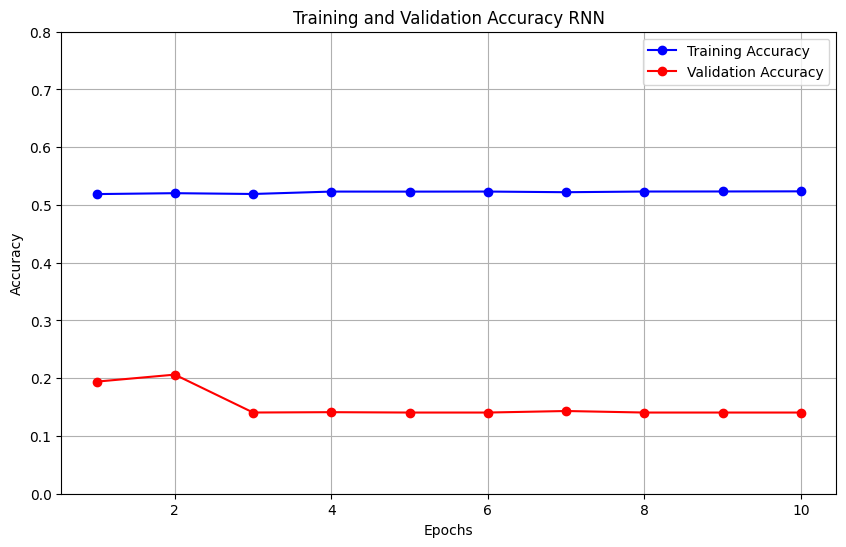 Training and Validation Accuracy RNN
Training Accuracy
Validation Accuracy
0.8
0.7
0.6
0.5
0.4
0.3
0.2
0.1
0.0
Accuracy
2 4 6 8 10
Epochs